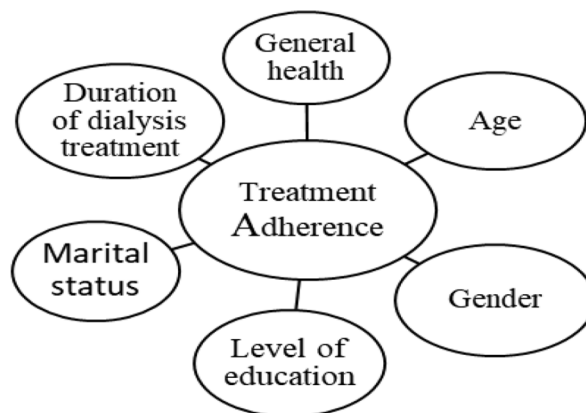 General
health
Duration
of dialysis
treatment
Age
Treatment
Adherence
Marital
status
Gender
Level of
education